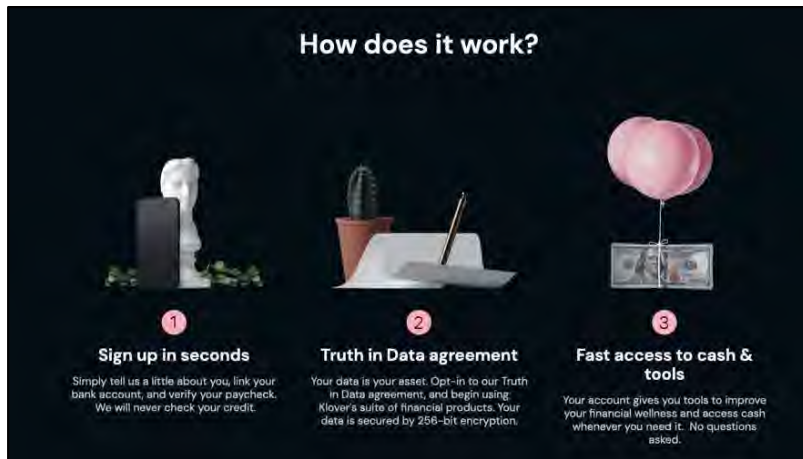 How does it work?
1
Sign up in seconds
Simply tell us a little about you, link your
bank account, and verify your paycheck.
We will never check your credit.
2
Truth in Data agreement
Your data is your asset. Opt-in to our Truth
in Data agreement, and begin using
Klover's suite of financial products. Your
data is secured by 256-bit encryption.
3
Fast access to cash &
tools
Your account gives you tools to improve
your financial wellness and access cash
whenever you need it. No questions
asked.